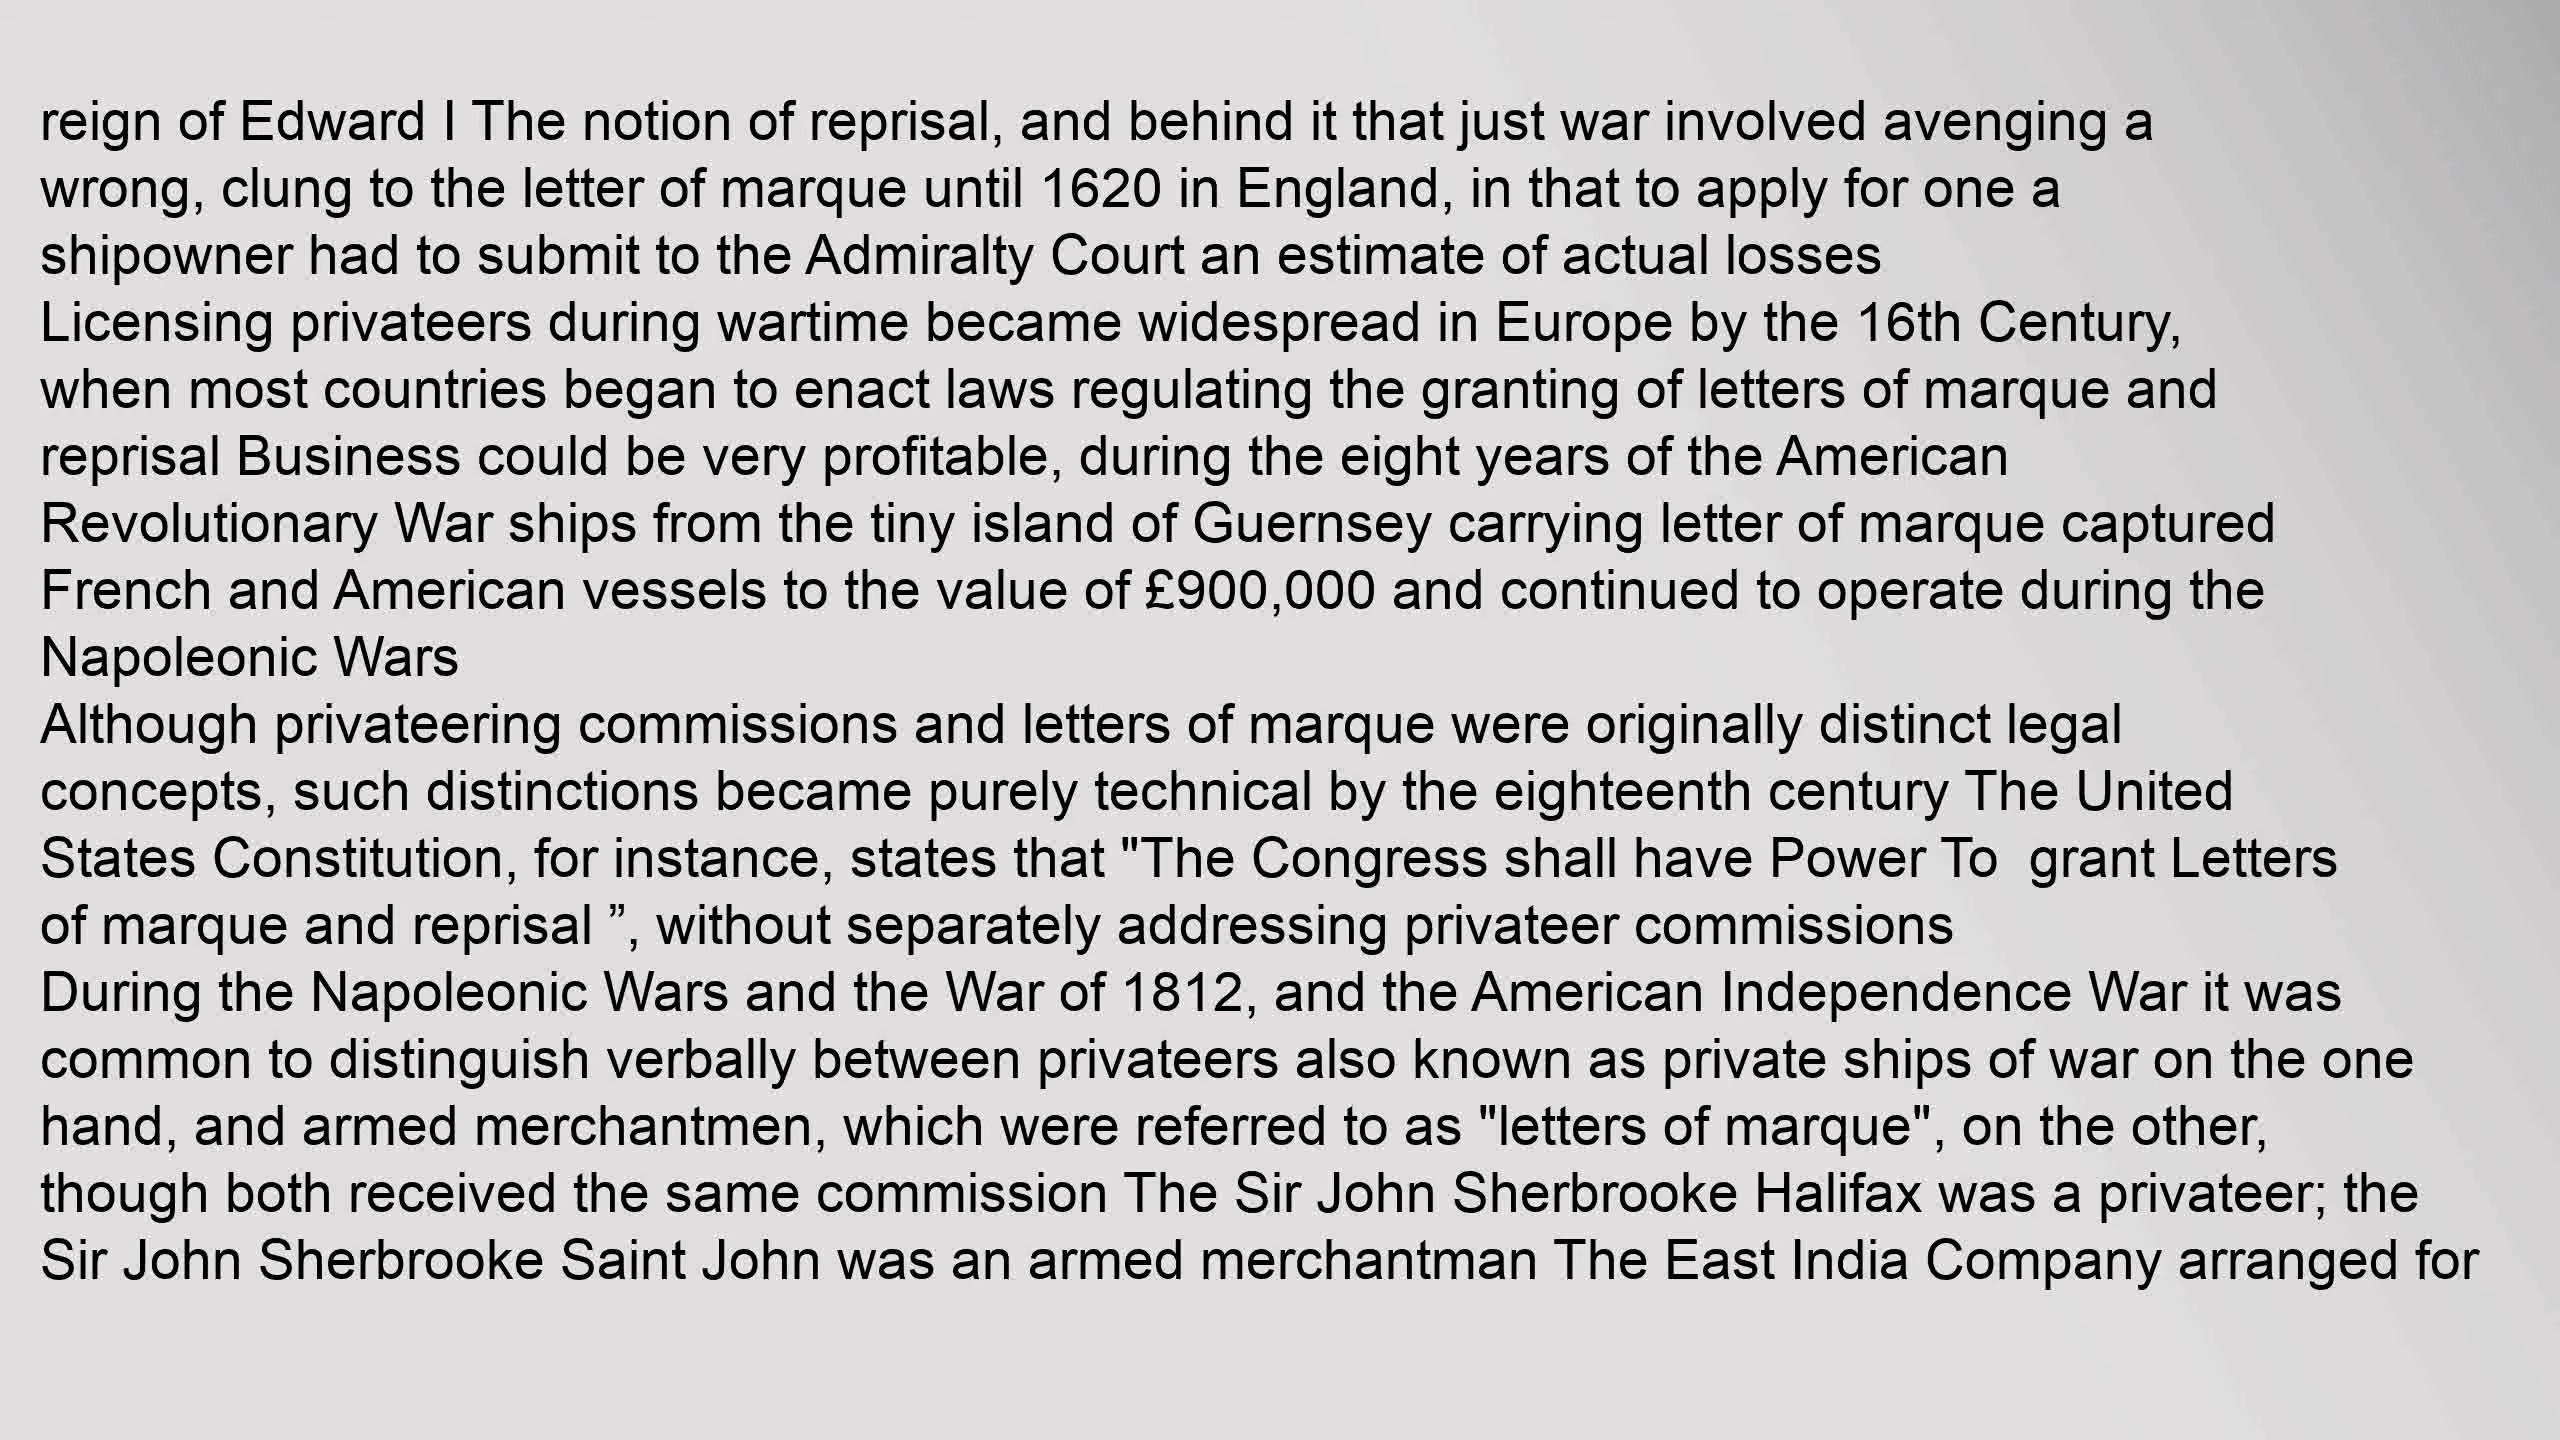 reign of Edward I The notion of reprisal, and behind it that just war involved avenging a
wrong, clung to the letter of marque until 1620 in England, in that to apply for one a
shipowner had to submit to the Admiralty Court an estimate of actual losses
Licensing privateers during wartime became widespread in Europe by the 16th Century,
when most countries began to enact laws regulating the granting of letters of marque and
reprisal Business could be very profitable, during the eight years of the American
Revolutionary War ships from the tiny island of Guernsey carrying letter of marque captured
French and American vessels to the value of £900,000 and continued to operate during the
Napoleonic Wars
Although privateering commissions and letters of marque were originally distinct legal
concepts, such distinctions became purely technical by the eighteenth century The United
States Constitution, for instance, states that "The Congress shall have Power To  grant Letters
of marque and reprisal ”, without separately addressing privateer commissions
During the Napoleonic Wars and the War of 1812, and the American Independence War it was
common to distinguish verbally between privateers also known as private ships of war on the one
hand, and armed merchantmen, which were referred to as "letters of marque", on the other,
though both received the same commission The Sir John Sherbrooke Halifax was a privateer; the
Sir John Sherbrooke Saint John was an armed merchantman The East India Company arranged for